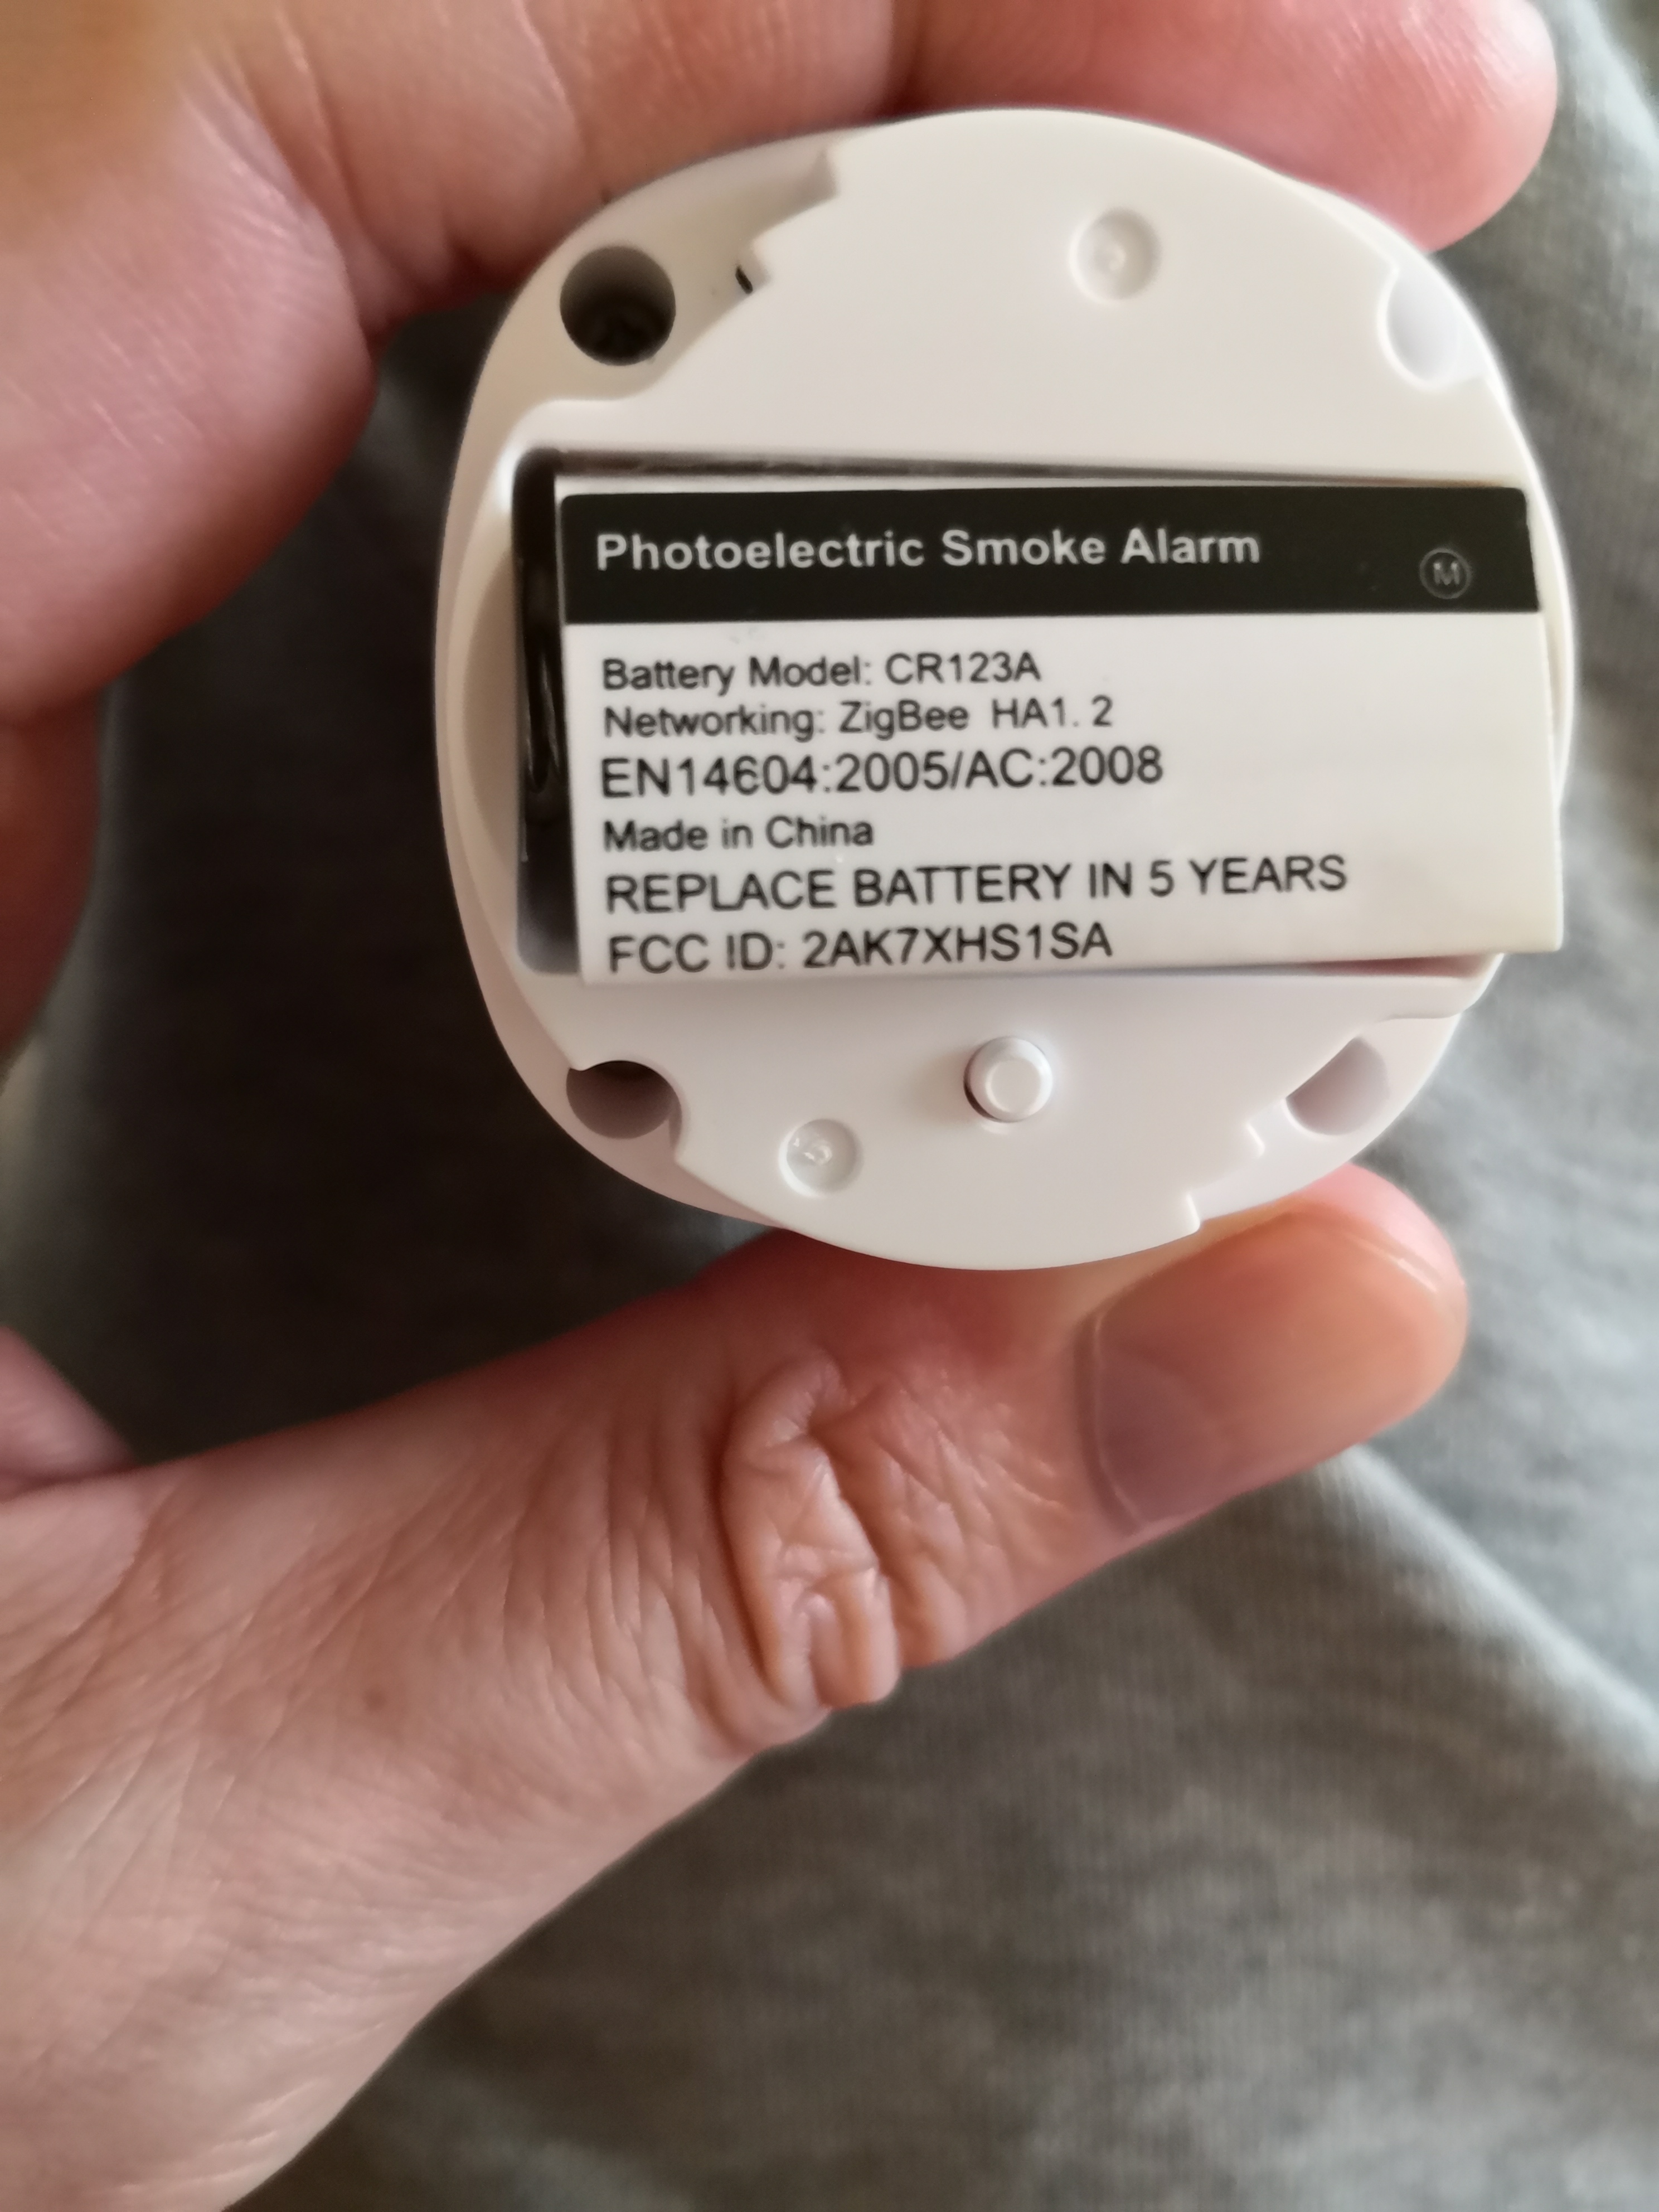 Photoelectric Smoke Alarm
M
Battery Model: CR123A
Networking: ZigBee HA1. 2
EN14604:2005/AC:2008
Made in China
REPLACE BATTERY IN 5 YEARS
FCC ID: 2AK7XHS1SA